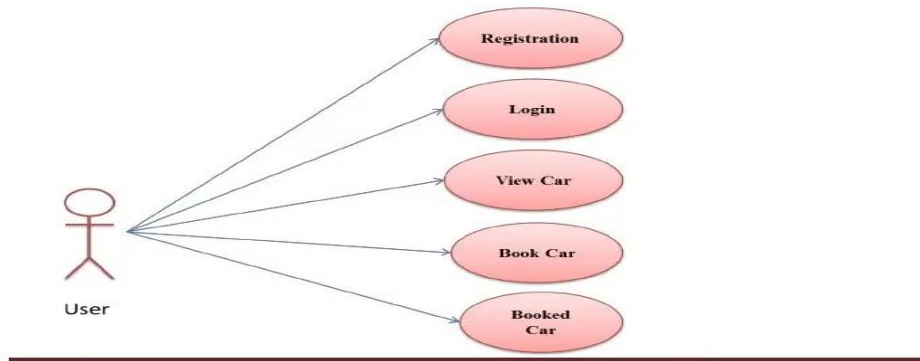 Registration
Login
View Car
Book Car
Booked
Car
User